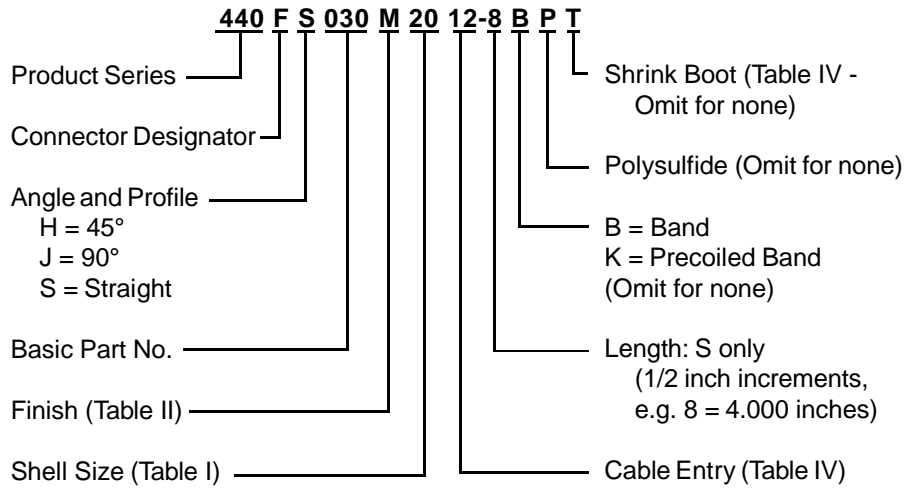 440 F S 030 M 20 12-8 B P T
Product Series
Connector Designator
Angle and Profile
H = 45°
J = 90°
S = Straight
Basic Part No.
Finish (Table II)
Shell Size (Table I)
Shrink Boot (Table IV -
Omit for none)
Polysulfide (Omit for none)
B = Band
K = Precoiled Band
(Omit for none)
Length: S only
(1/2 inch increments,
e.g. 8 = 4.000 inches)
Cable Entry (Table IV)